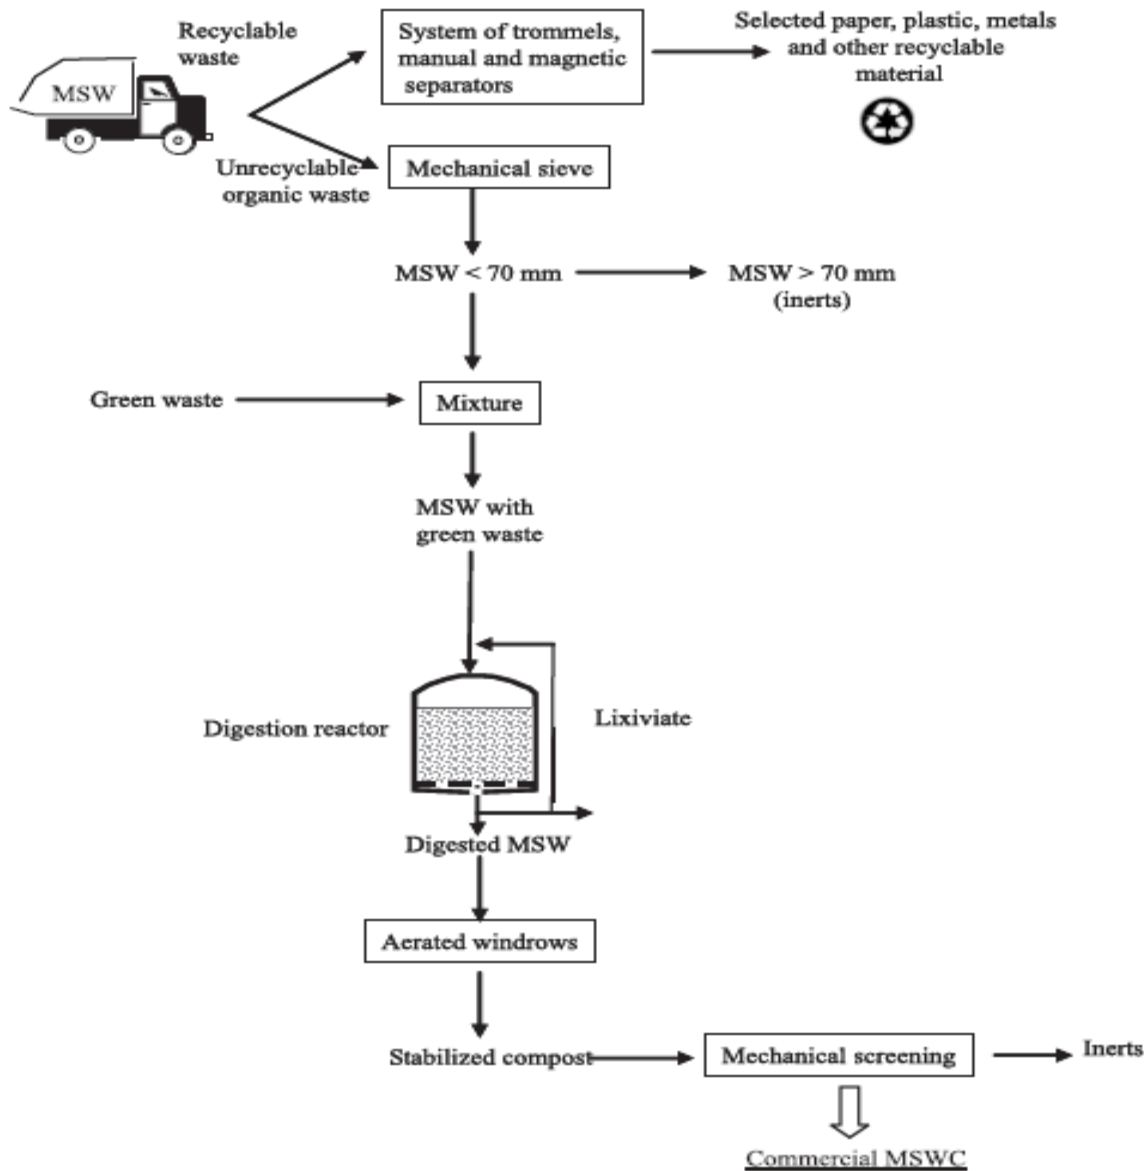 Recyclable
waste
MSW
System of trommels,
manual and magnetic
separators
Selected paper, plastic, metals
and other recyclable
material
Unrecyclable
organic waste
Mechanical sieve
MSW < 70 mm
MSW > 70 mm
(inerts)
Green waste
Mixture
MSW with
green waste
Digestion reactor
Lixiviate
Digested MSW
Aerated windrows
Stabilized compost
Mechanical screening
Inerts
Commercial MSWC